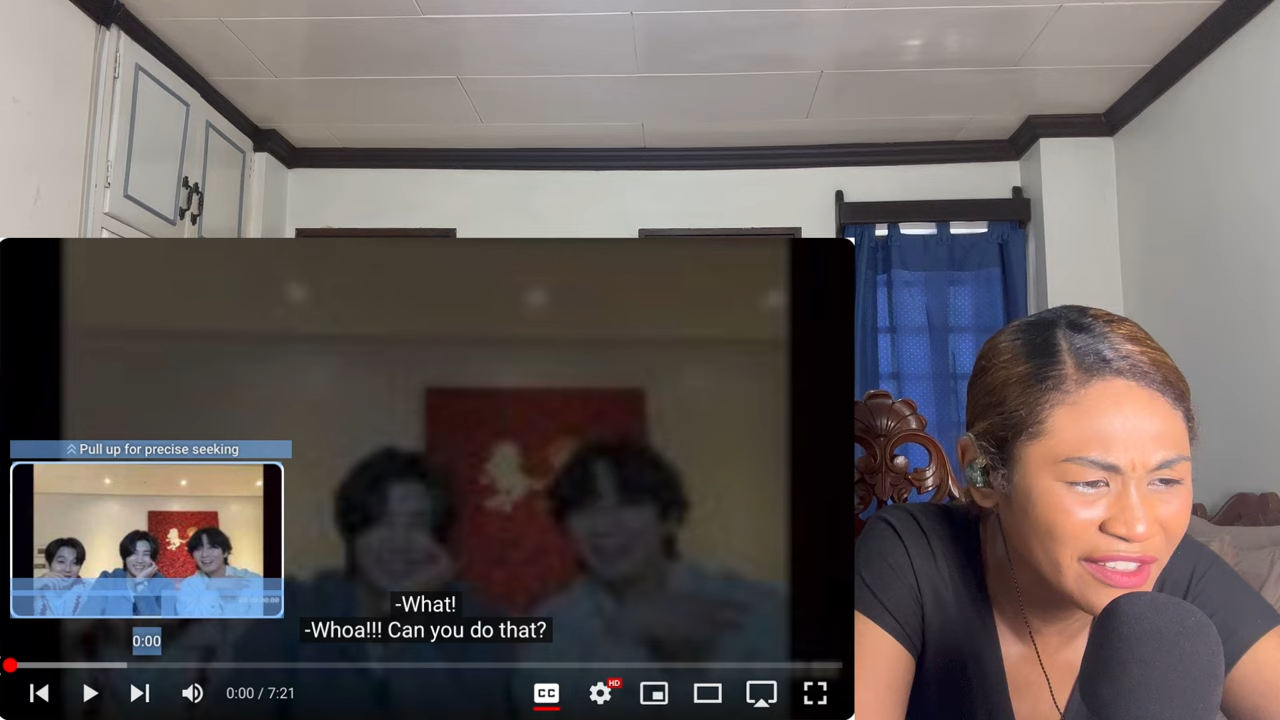 Pull up for precise seeking
-What!
-Whoa!!! Can you do that?
0:00
0:00 / 7:21
CC
HD